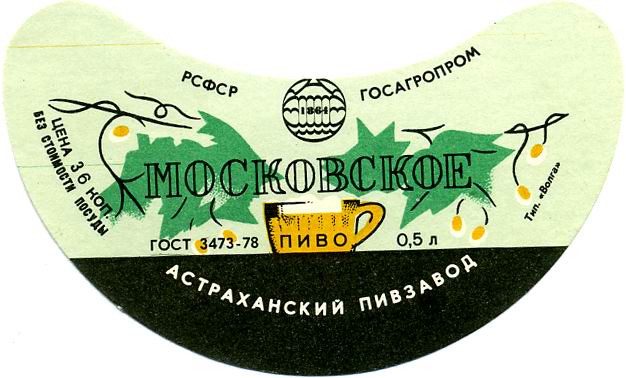 РСФСР
ГОСАГРОПРОМ
1864
ЦЕНА 36 КОП.
БЕЗ СТОИМОСТИ ПОСУДЫ
МОСКОВСКОЕ
Тип. «Волга»
ГОСТ 3473-78
ПИВО
0,5 л
АСТРАХАНСКИЙ ПИВЗАВОД